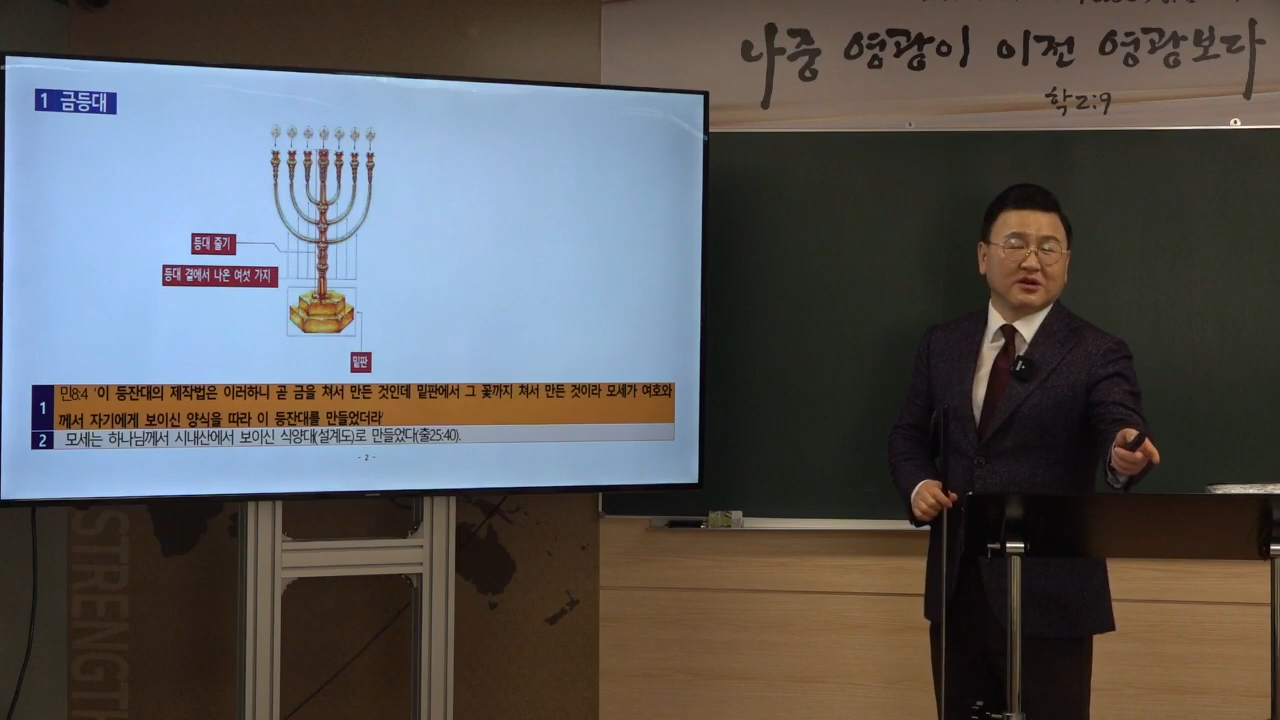 나중 영광이 이전 영광보다
학2:9
1 금등대
등대 줄기
등대 곁에서 나온 여섯 가지
밑판
1 민8:4 '이 등잔대의 제작법은 이러하니 곧 금을 쳐서 만든 것인데 밑판에서 그 꽃까지 쳐서 만든 것이라 모세가 여호와
께서 자기에게 보이신 양식을 따라 이 등잔대를 만들었더라'
2 모세는 하나님께서 시내산에서 보이신 식양대(설계도)로 만들었다(출25:40).
- 2 -
STRENGTH